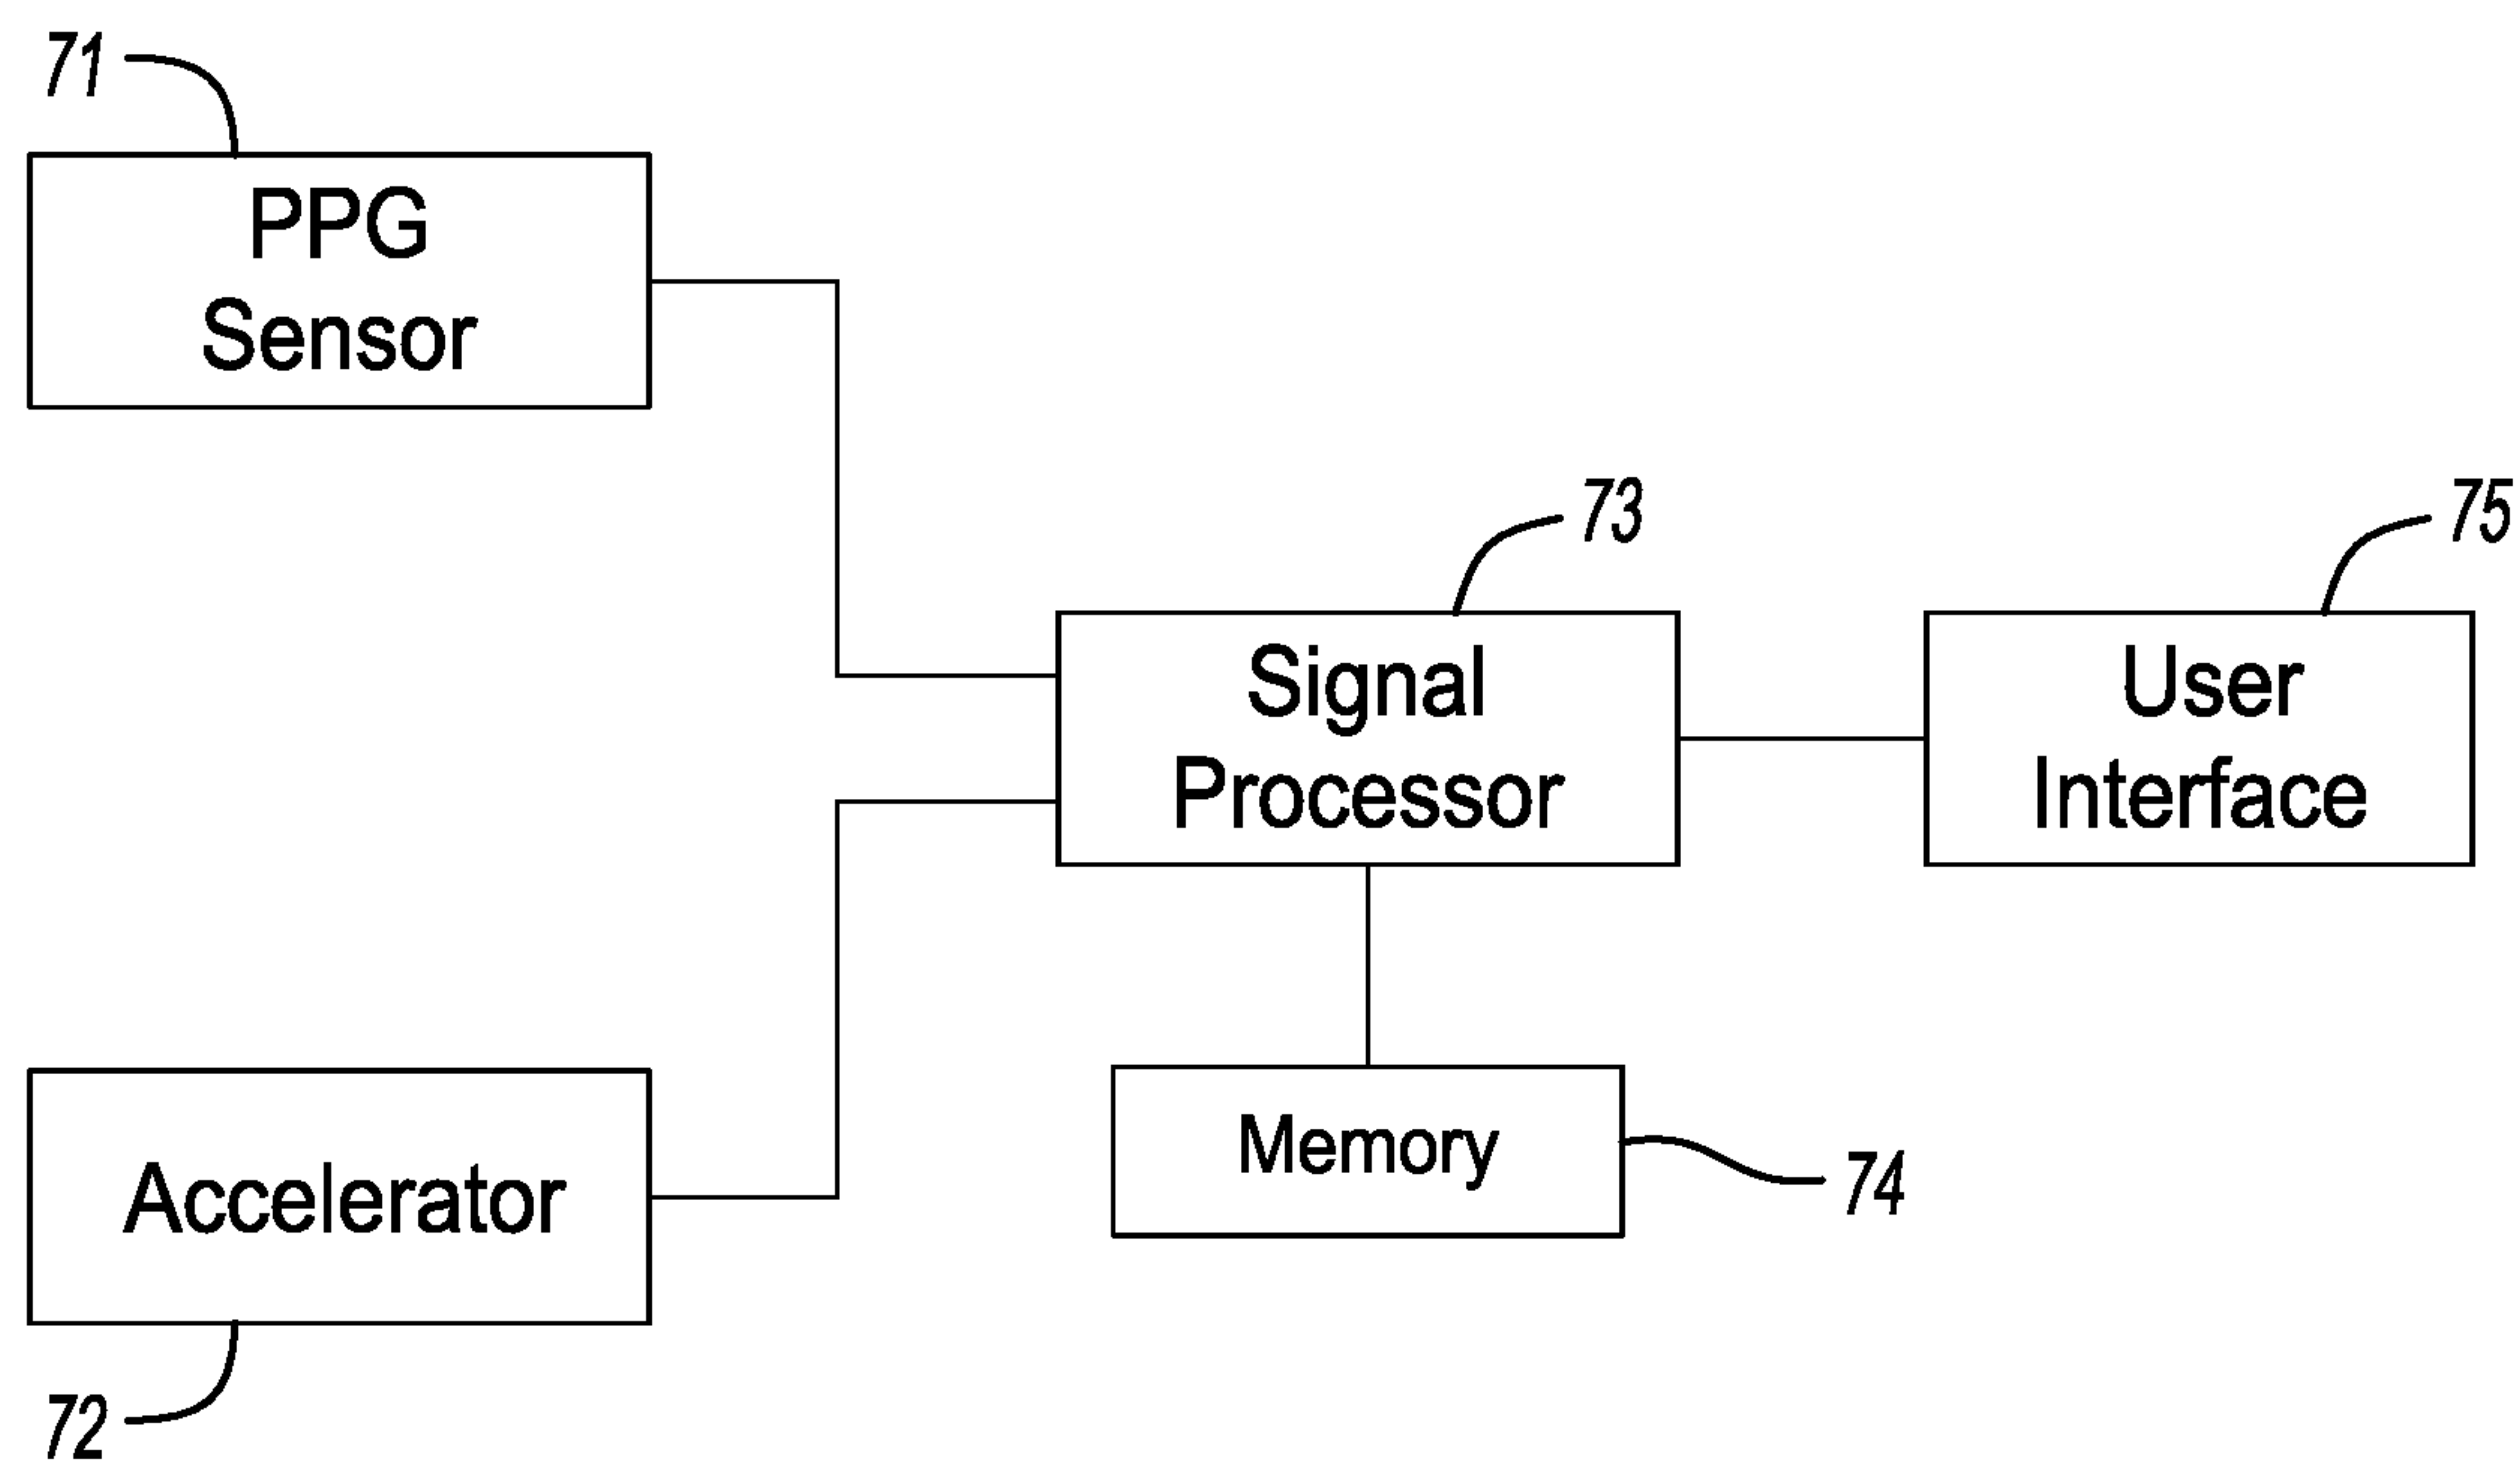 71
PPG
Sensor
73
75
Signal
Processor
User
Interface
Memory
74
Accelerator
72